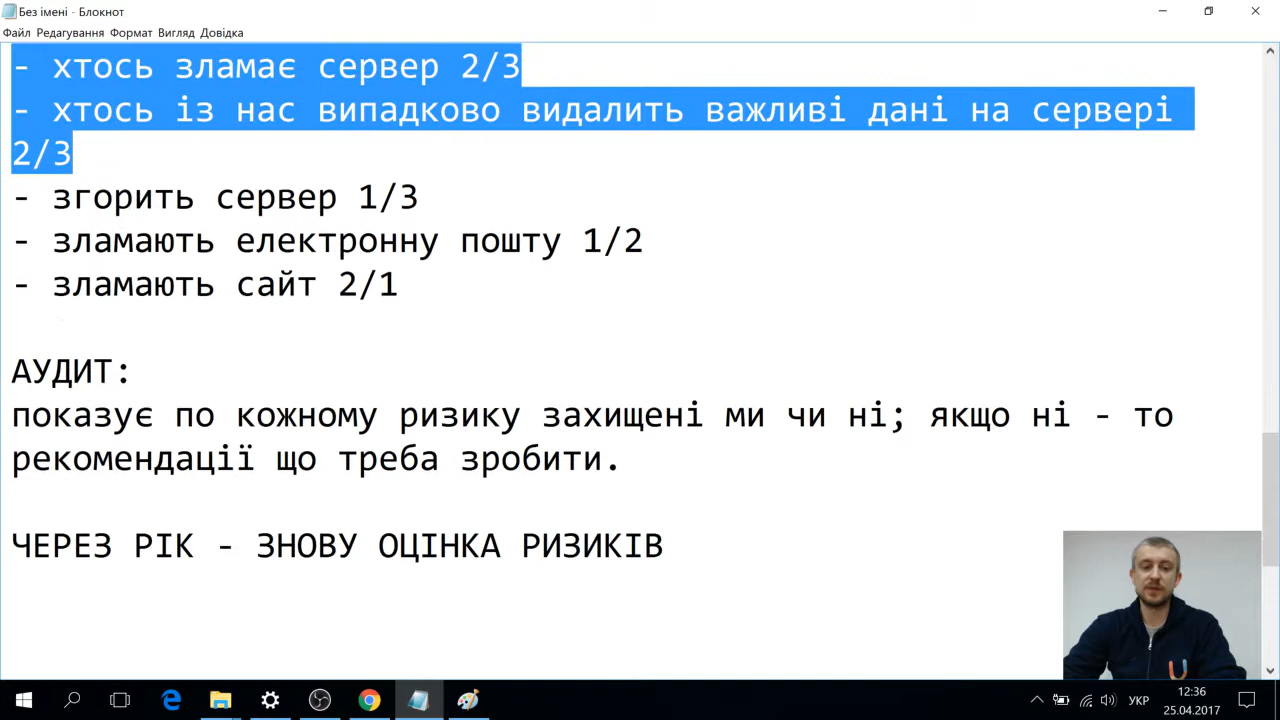 Без імені - Блокнот
Файл Редагування Формат Вигляд Довідка
- хтось зламає сервер 2/3
- хтось із нас випадково видалить важливі дані на сервері
2/3
- згорить сервер 1/3
- зламають електронну пошту 1/2
- зламають сайт 2/1
АУДИТ:
показує по кожному ризику захищені ми чи ні; якщо ні - то
рекомендації що треба зробити.
ЧЕРЕЗ РІК - ЗНОВУ ОЦІНКА РИЗИКІВ
УКР
12:36
25.04.2017